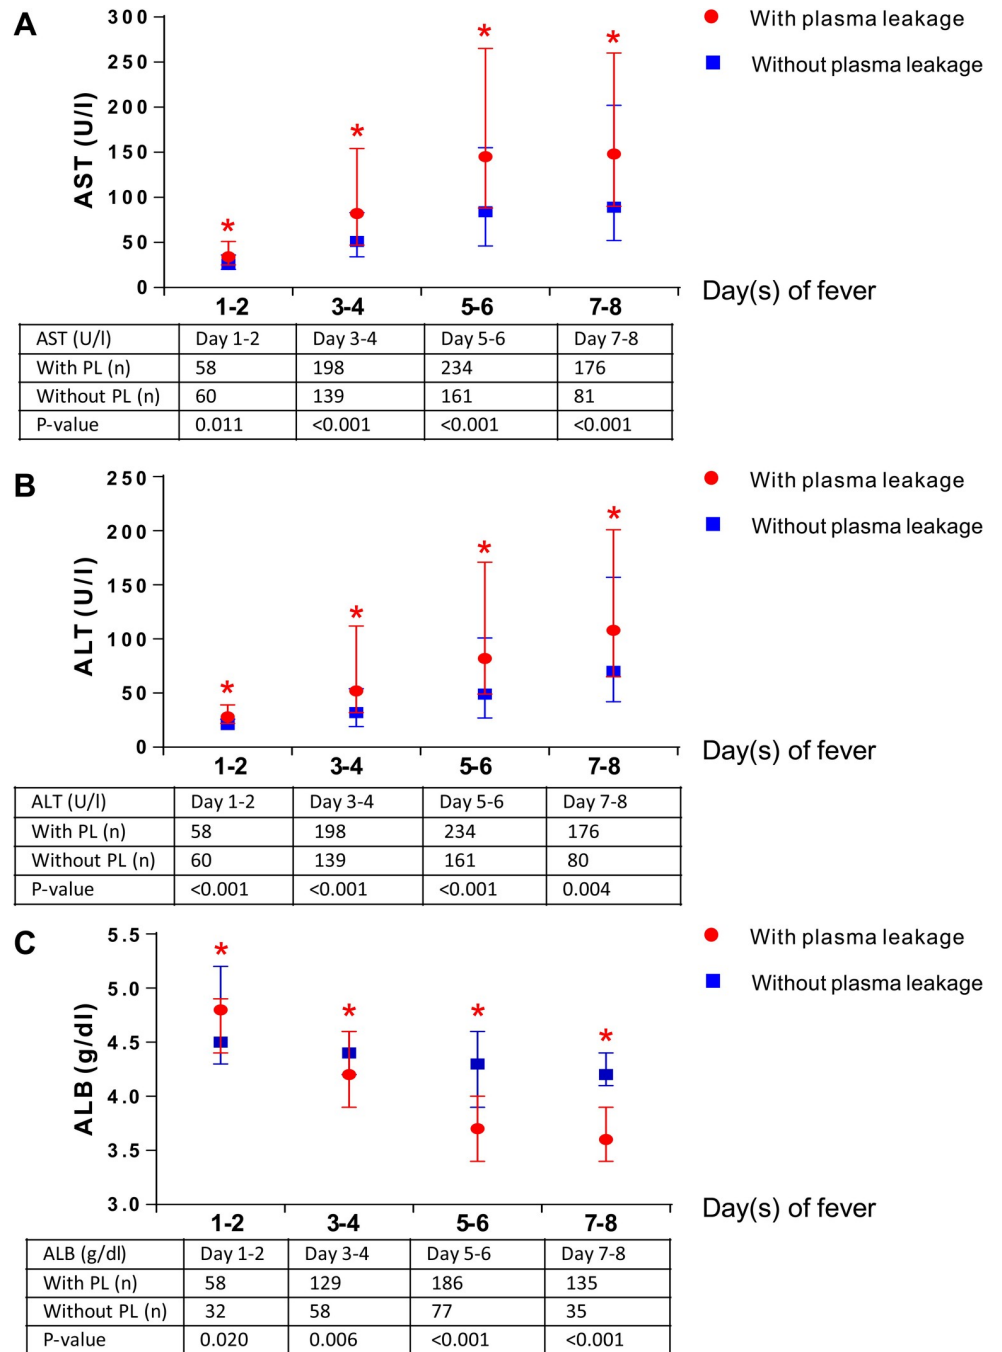 A
With plasma leakage
Without plasma leakage
AST (U/l)
300
250
200
150
100
50
0
* * * *
1-2 3-4 5-6 7-8
Day(s) of fever
AST (U/l) Day 1-2 Day 3-4 Day 5-6 Day 7-8
With PL (n) 58 198 234 176
Without PL (n) 60 139 161 81
P-value 0.011 <0.001 <0.001 <0.001
B
With plasma leakage
Without plasma leakage
ALT (U/l)
250
200
150
100
50
0
* * * *
1-2 3-4 5-6 7-8
Day(s) of fever
ALT (U/l) Day 1-2 Day 3-4 Day 5-6 Day 7-8
With PL (n) 58 198 234 176
Without PL (n) 60 139 161 80
P-value <0.001 <0.001 <0.001 0.004
C
With plasma leakage
Without plasma leakage
ALB (g/dl)
5.5
5.0
4.5
4.0
3.5
3.0
* * * *
1-2 3-4 5-6 7-8
Day(s) of fever
ALB (g/dl) Day 1-2 Day 3-4 Day 5-6 Day 7-8
With PL (n) 58 129 186 135
Without PL (n) 32 58 77 35
P-value 0.020 0.006 <0.001 <0.001